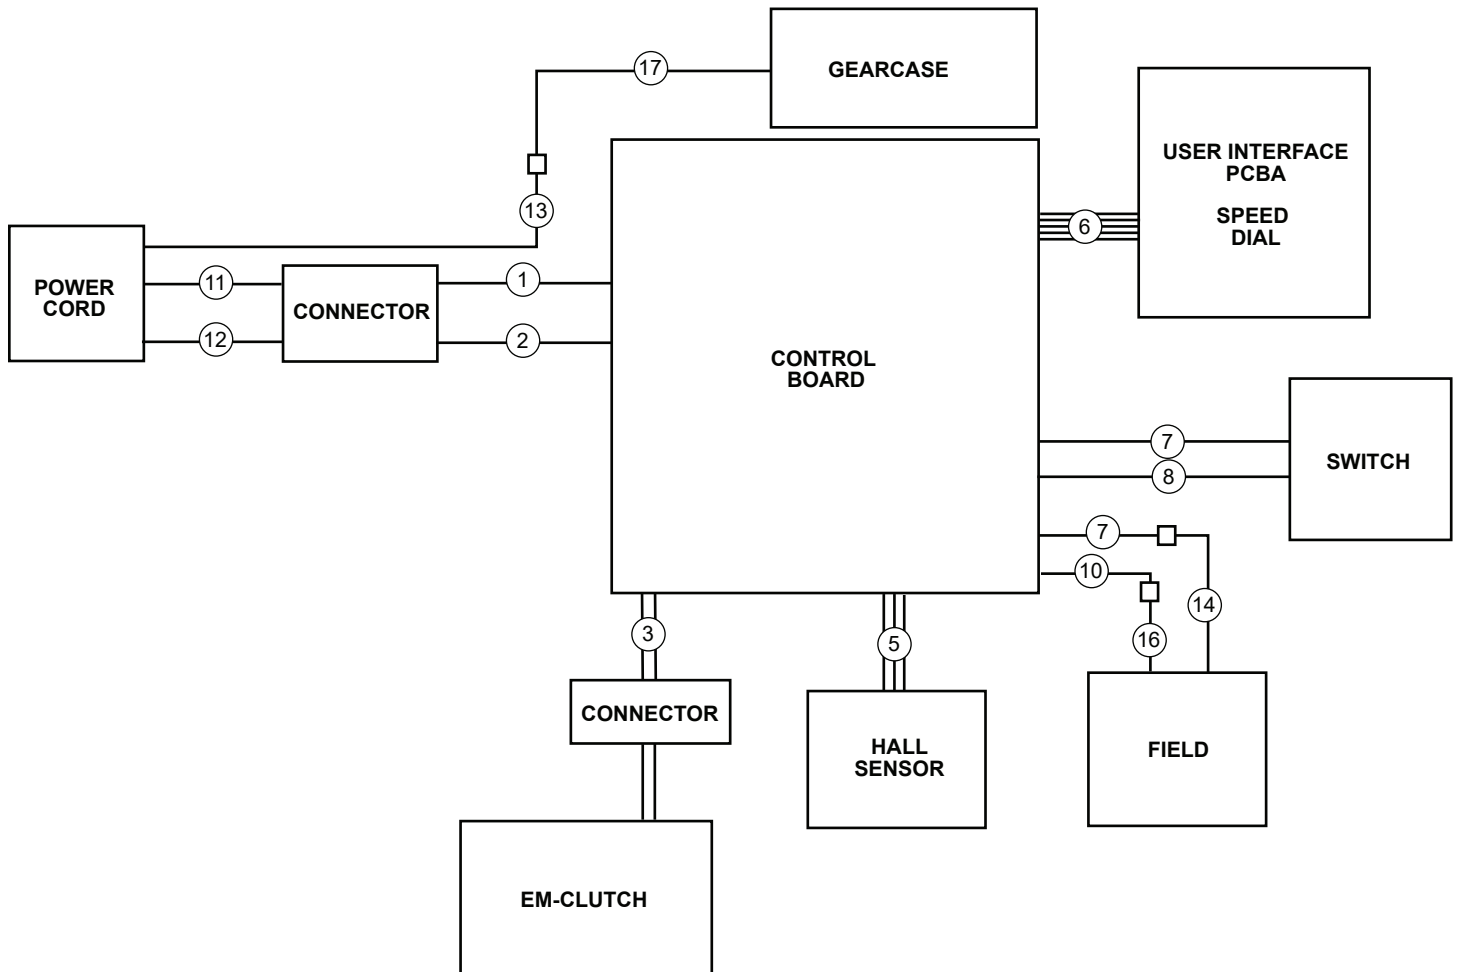 17
GEARCASE
USER INTERFACE
PCBA
SPEED
DIAL
13
6
POWER
CORD
11
12
CONNECTOR
1
2
CONTROL
BOARD
7
8
SWITCH
7
10
14
16
3
5
CONNECTOR
HALL
SENSOR
FIELD
EM-CLUTCH